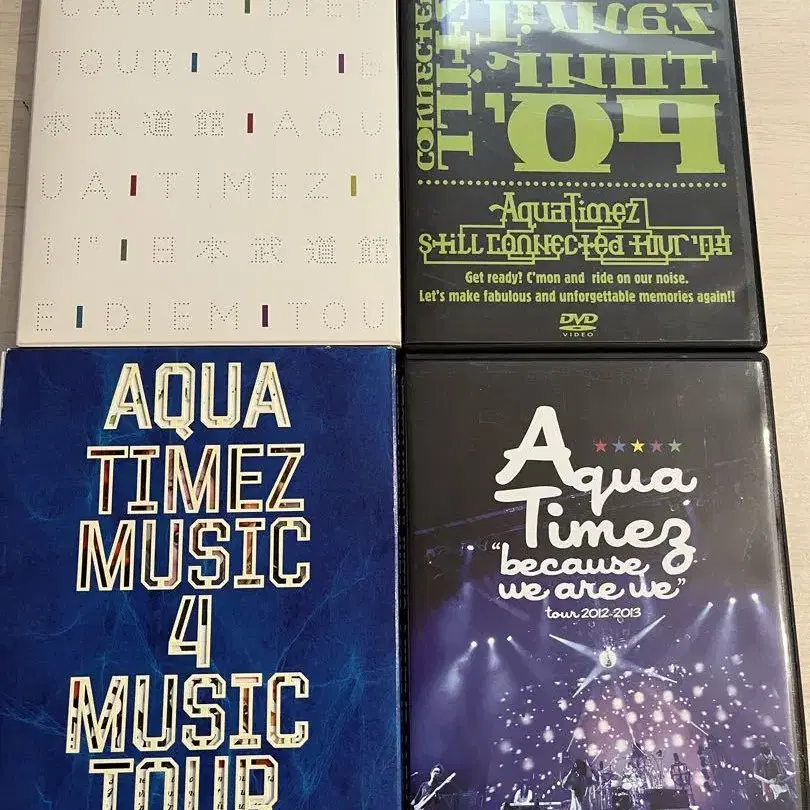 CARPE DIEM
TOUR 2011" 日
本武道館 AQU
UA TIMEZ "
11" 日本武道館
E DIEM TOU
CONNECTED
STILL
TOUR
'09
AquaTimez
Still Connected tour '09
Get ready! C'mon and ride on our noise.
Let's make fabulous and unforgettable memories again!!
DVD
VIDEO
AQUA
TIMEZ
MUSIC
4
MUSIC
TOUR
Aqua
Timez
"because
we are we"
tour 2012-2013